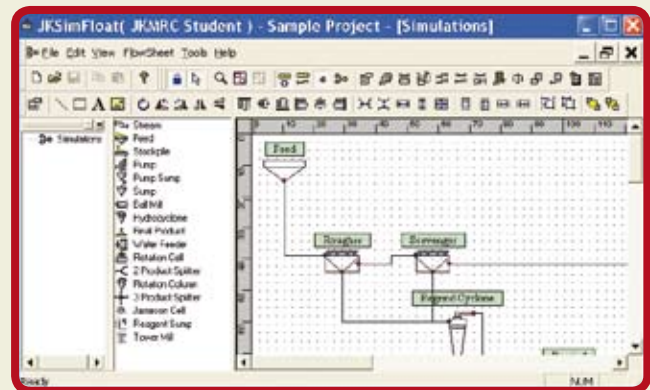 JKSimFloat( JKMRC Student ) - Sample Project - [Simulations]
File Edit View FlowSheet Tools Help
Simulations
Stream
Feed
Stockpile
Pump
Pump Sump
Sump
Ball Mill
Hydrocyclone
Final Product
Water Feeder
Flotation Cell
2 Product Splitter
Flotation Column
3 Product Splitter
Jameson Cell
Reagent Sump
Tower Mill
Feed
Rougher Scavenger
Regrind Cyclone
Ready NUM